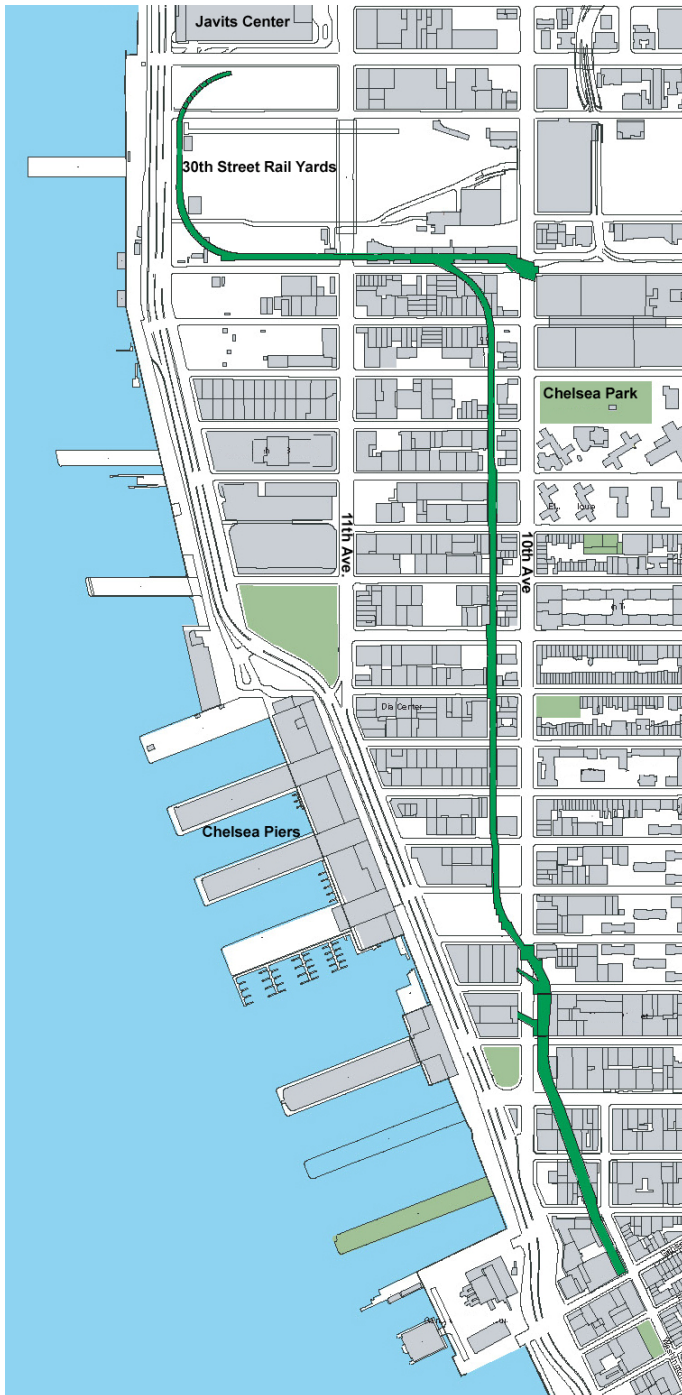 Javits Center
30th Street Rail Yards
Chelsea Park
11th Ave.
10th Ave
Dia Center
Chelsea Piers